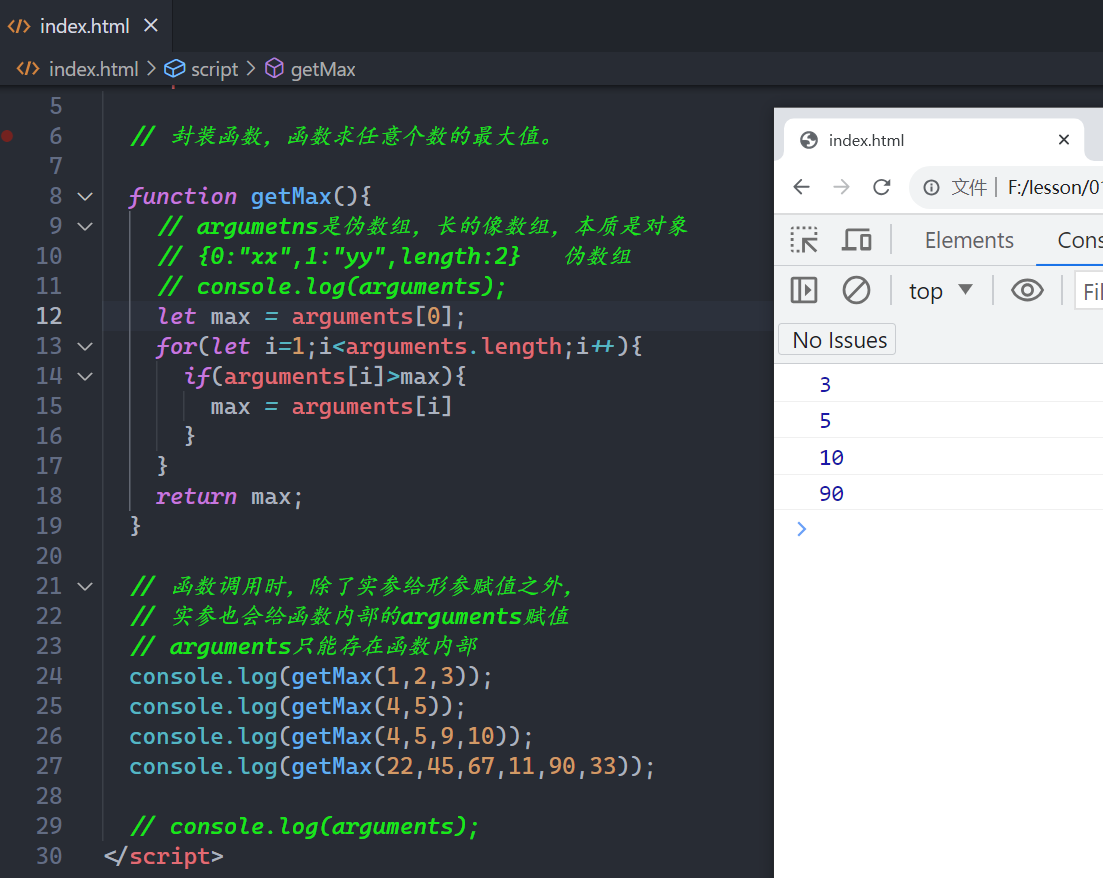 index.html
index.html > script > getMax
5
6 // 封装函数，函数求任意个数的最大值。
7
8 function getMax(){
9 // argumetns是伪数组，长的像数组，本质是对象
10 // {0:"xx",1:"yy",length:2} 伪数组
11 // console.log(arguments);
12 let max = arguments[0];
13 for(let i=1;i<arguments.length;i++){
14 if(arguments[i]>max){
15 max = arguments[i]
16 }
17 }
18 return max;
19 }
20
21 // 函数调用时，除了实参给形参赋值之外，
22 // 实参也会给函数内部的arguments赋值
23 // arguments只能存在函数内部
24 console.log(getMax(1,2,3));
25 console.log(getMax(4,5));
26 console.log(getMax(4,5,9,10));
27 console.log(getMax(22,45,67,11,90,33));
28
29 // console.log(arguments);
30 </script>
index.html
文件 | F:/lesson/01
Elements Cons
top Fil
No Issues
3
5
10
90